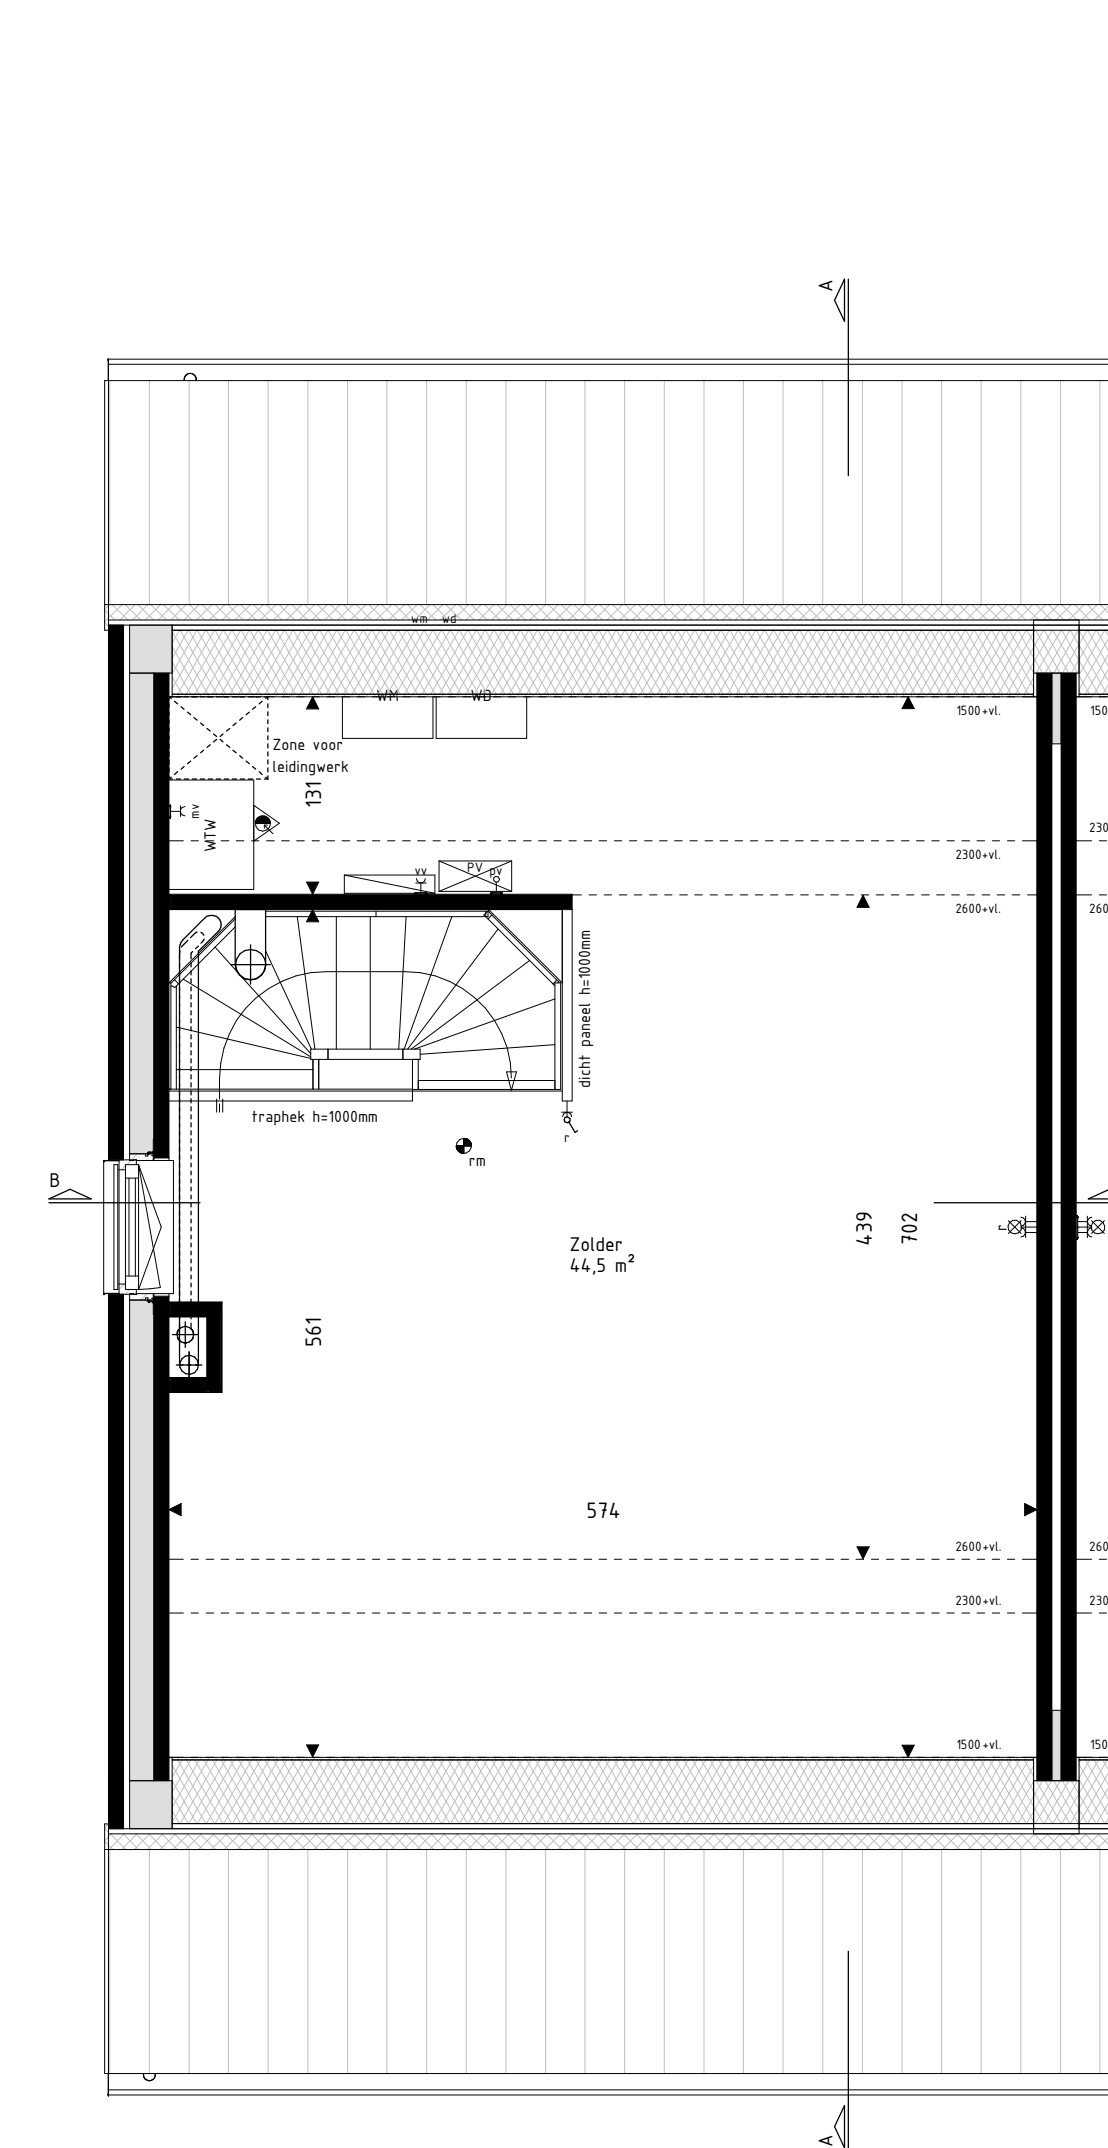 A
wm wd
WM
WD
1500+vl.
150
Zone voor
leidingwerk
131
mv
WTW
230
2300+vl.
vv
PV
pv
2600+vl.
260
dicht paneel h=1000mm
traphek h=1000mm
r
rm
B
439
702
r
Zolder
44,5 m²
561
574
2600+vl.
260
2300+vl.
230
1500+vl.
150
A